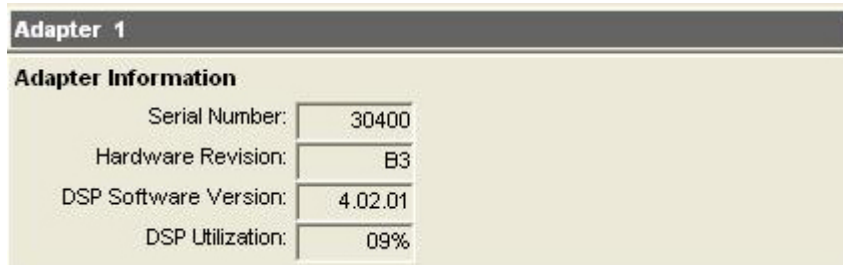 Adapter 1
Adapter Information
Serial Number: 30400
Hardware Revision: B3
DSP Software Version: 4.02.01
DSP Utilization: 09%